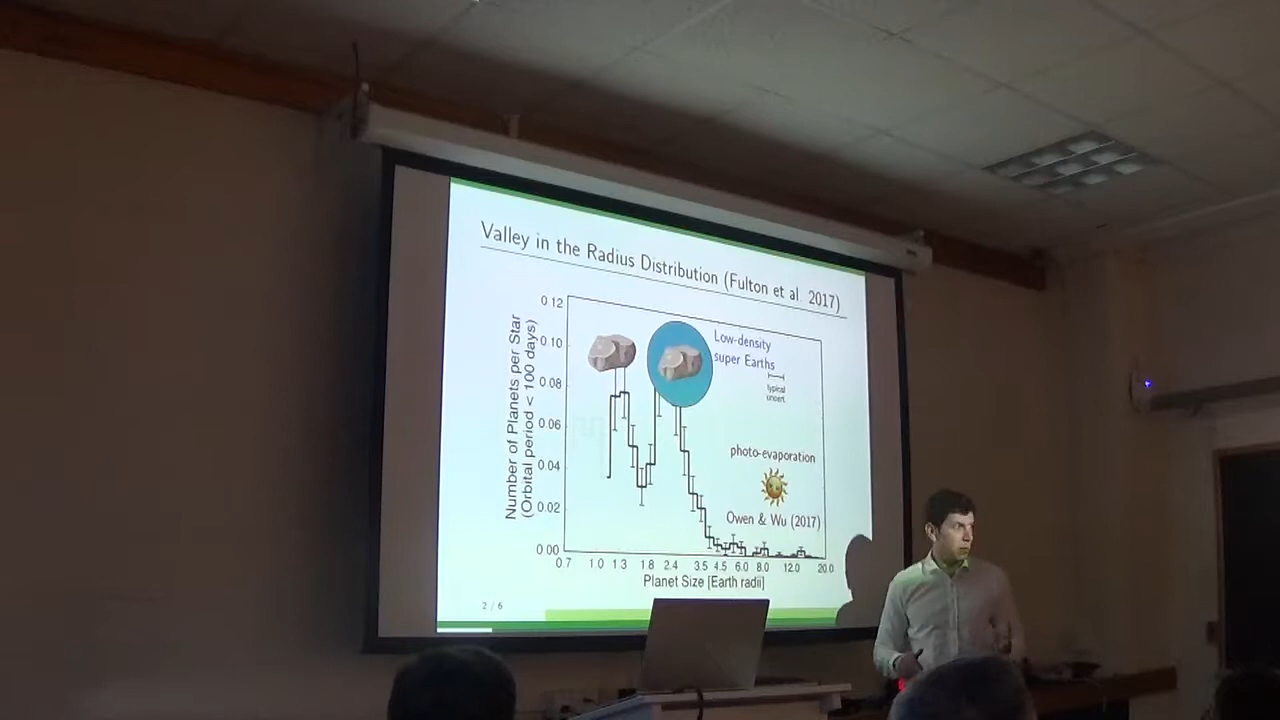 Valley in the Radius Distribution (Fulton et al. 2017)
Number of Planets per Star
(Orbital period < 100 days)
0.12
0.10
0.08
0.06
0.04
0.02
0.00
Low-density
super Earths
typical
uncert.
photo-evaporation
Owen & Wu (2017)
0.7 1.0 1.3 1.8 2.4 3.5 4.5 6.0 8.0 12.0 20.0
Planet Size [Earth radii]
2 / 6